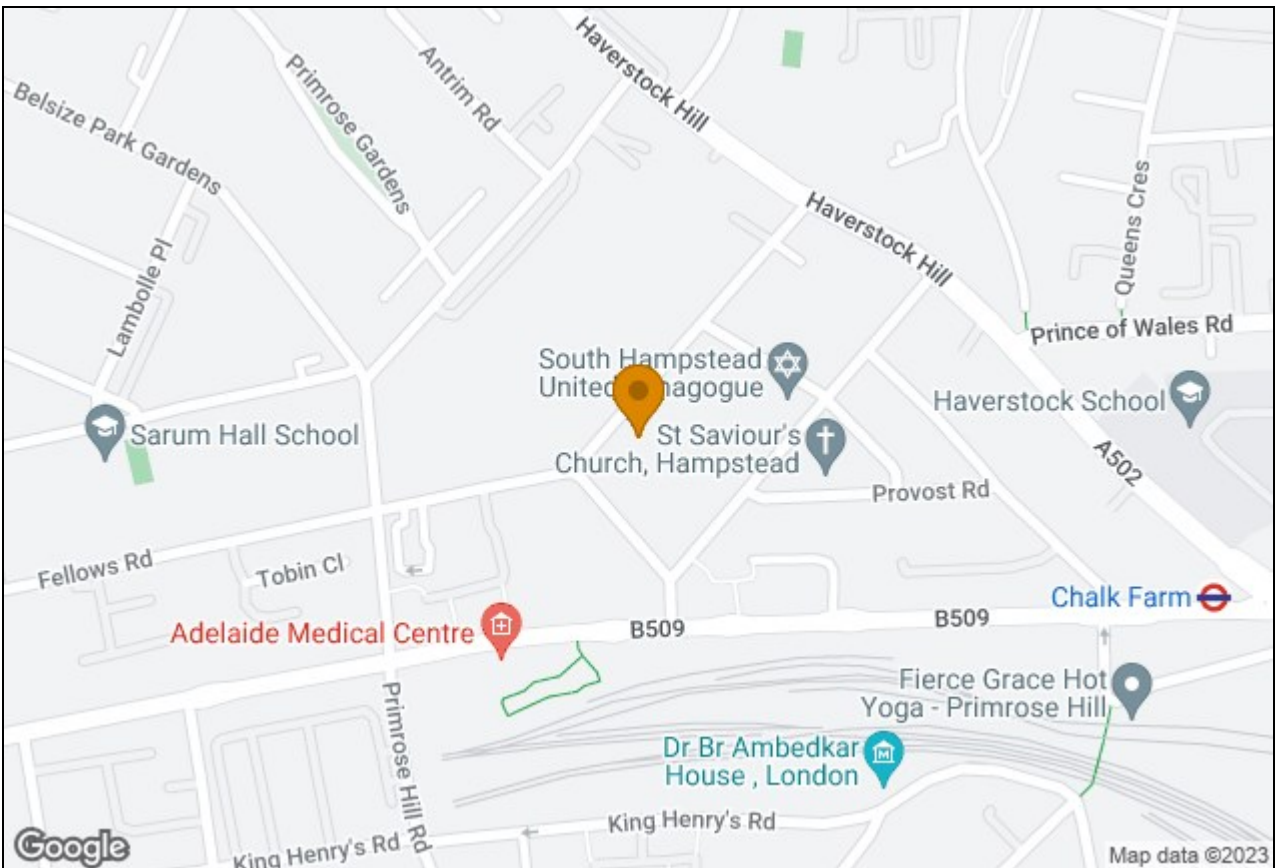 Haverstock Hill
Antrim Rd
Primrose Gardens
Belsize Park Gardens
Queens Cres
Haverstock Hill
Lambolle Pl
Prince of Wales Rd
South Hampstead
United Synagogue
Haverstock School
Sarum Hall School
St Saviour's
Church, Hampstead
A502
Provost Rd
Fellows Rd
Tobin Cl
Chalk Farm
Adelaide Medical Centre
B509
B509
Fierce Grace Hot
Yoga - Primrose Hill
Primrose Hill Rd
Dr Br Ambedkar
House , London
King Henry's Rd
King Henry's Rd
Google
Map data ©2023